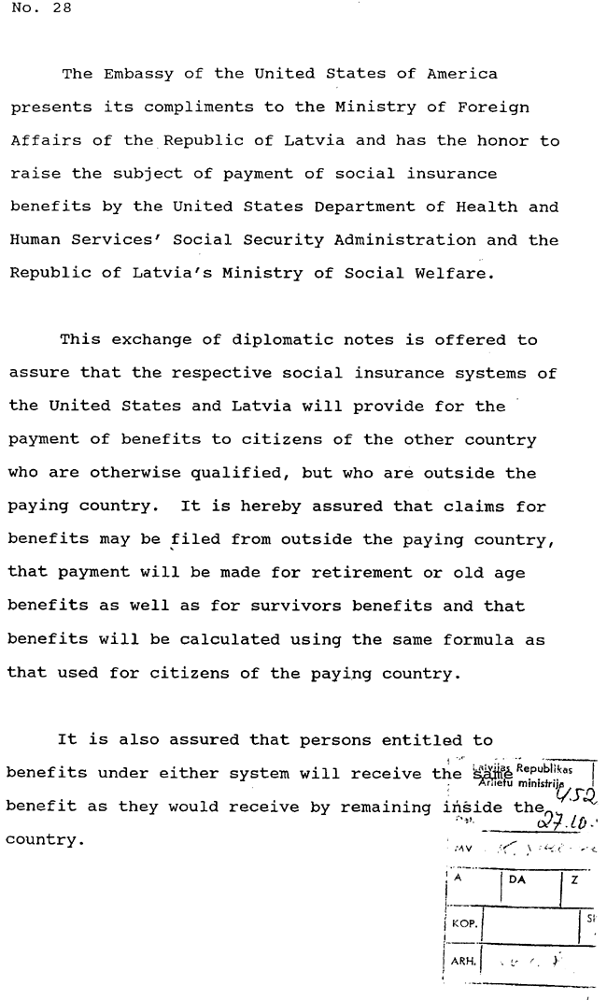 No. 28
The Embassy of the United States of America
presents its compliments to the Ministry of Foreign
Affairs of the Republic of Latvia and has the honor to
raise the subject of payment of social insurance
benefits by the United States Department of Health and
Human Services' Social Security Administration and the
Republic of Latvia's Ministry of Social Welfare.
This exchange of diplomatic notes is offered to
assure that the respective social insurance systems of
the United States and Latvia will provide for the
payment of benefits to citizens of the other country
who are otherwise qualified, but who are outside the
paying country. It is hereby assured that claims for
benefits may be filed from outside the paying country,
that payment will be made for retirement or old age
benefits as well as for survivors benefits and that
benefits will be calculated using the same formula as
that used for citizens of the paying country.
It is also assured that persons entitled to
benefits under either system will receive the same
benefit as they would receive by remaining inside the
country.
Latvijas Republikas
Ārlietu ministrija
452
27.10.
MV
A DA Z
KOP.
ARH.